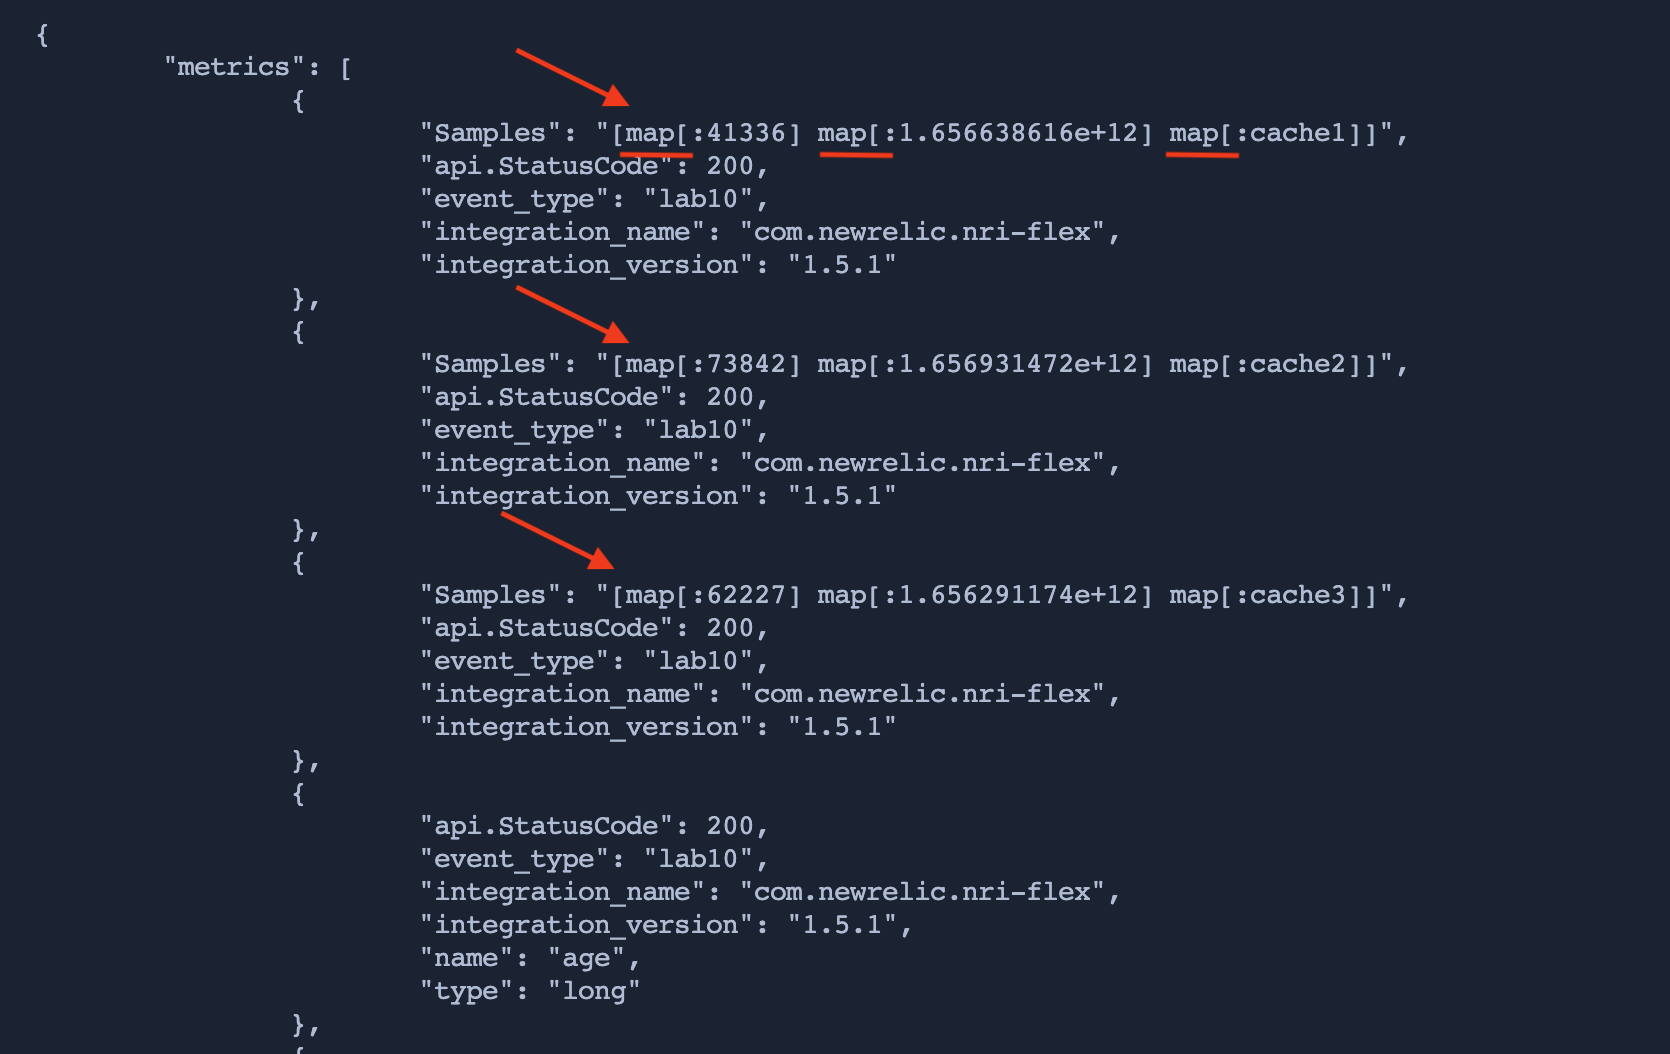 {
"metrics": [
{
"Samples": "[map[:41336] map[:1.656638616e+12] map[:cache1]]",
"api.StatusCode": 200,
"event_type": "lab10",
"integration_name": "com.newrelic.nri-flex",
"integration_version": "1.5.1"
},
{
"Samples": "[map[:73842] map[:1.656931472e+12] map[:cache2]]",
"api.StatusCode": 200,
"event_type": "lab10",
"integration_name": "com.newrelic.nri-flex",
"integration_version": "1.5.1"
},
{
"Samples": "[map[:62227] map[:1.656291174e+12] map[:cache3]]",
"api.StatusCode": 200,
"event_type": "lab10",
"integration_name": "com.newrelic.nri-flex",
"integration_version": "1.5.1"
},
{
"api.StatusCode": 200,
"event_type": "lab10",
"integration_name": "com.newrelic.nri-flex",
"integration_version": "1.5.1",
"name": "age",
"type": "long"
},
{